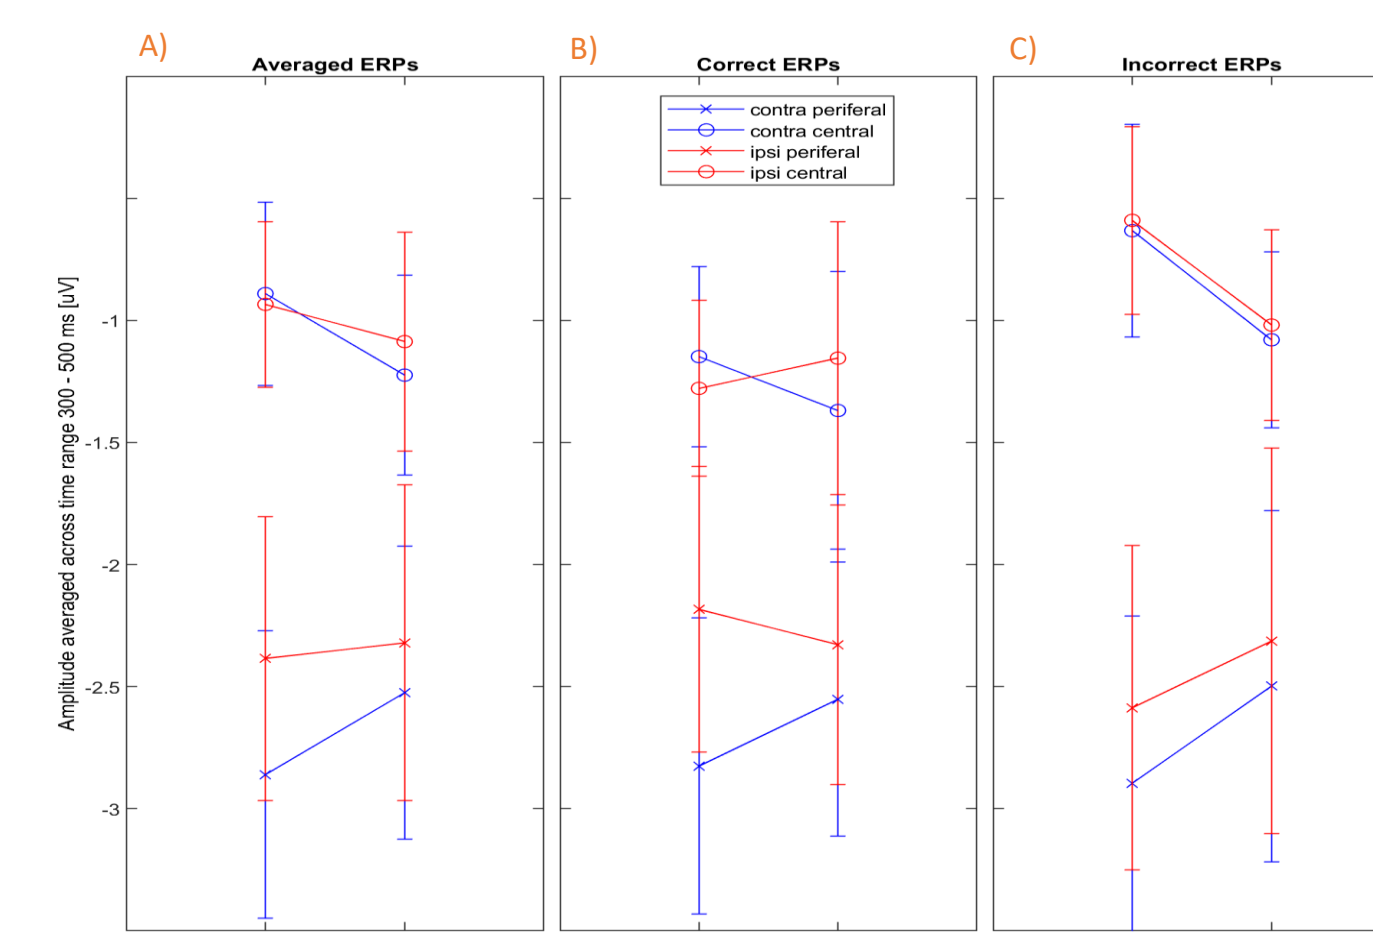 A)
B)
C)
Averaged ERPs
Correct ERPs
Incorrect ERPs
contra periferal
contra central
ipsi periferal
ipsi central
Amplitude averaged across time range 300 - 500 ms [uV]
-1
-1.5
-2
-2.5
-3